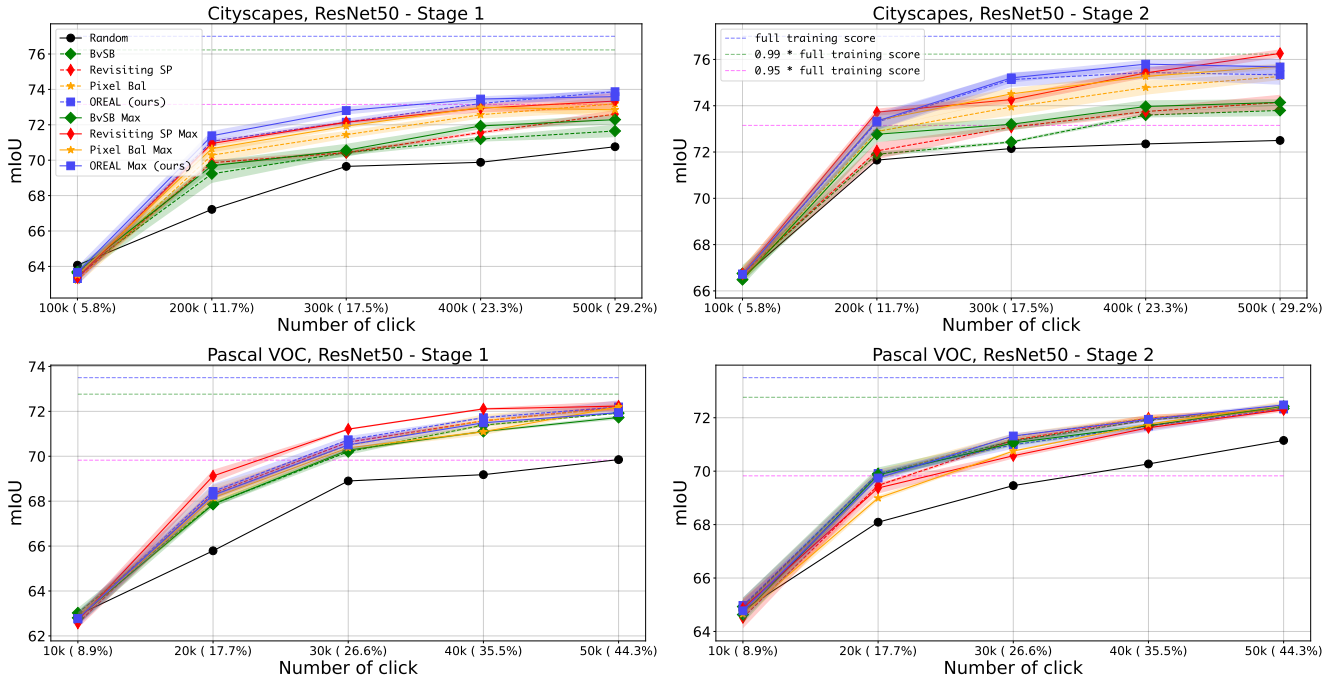 Cityscapes, ResNet50 - Stage 1
mIoU
76
74
72
70
68
66
64
Random
BvSB
Revisiting SP
Pixel Bal
OREAL (ours)
BvSB Max
Revisiting SP Max
Pixel Bal Max
OREAL Max (ours)
100k ( 5.8%) 200k ( 11.7%) 300k ( 17.5%) 400k ( 23.3%) 500k ( 29.2%)
Number of click
Cityscapes, ResNet50 - Stage 2
mIoU
76
74
72
70
68
66
full training score
0.99 * full training score
0.95 * full training score
100k ( 5.8%) 200k ( 11.7%) 300k ( 17.5%) 400k ( 23.3%) 500k ( 29.2%)
Number of click
Pascal VOC, ResNet50 - Stage 1
mIoU
74
72
70
68
66
64
62
10k ( 8.9%) 20k ( 17.7%) 30k ( 26.6%) 40k ( 35.5%) 50k ( 44.3%)
Number of click
Pascal VOC, ResNet50 - Stage 2
mIoU
72
70
68
66
64
10k ( 8.9%) 20k ( 17.7%) 30k ( 26.6%) 40k ( 35.5%) 50k ( 44.3%)
Number of click